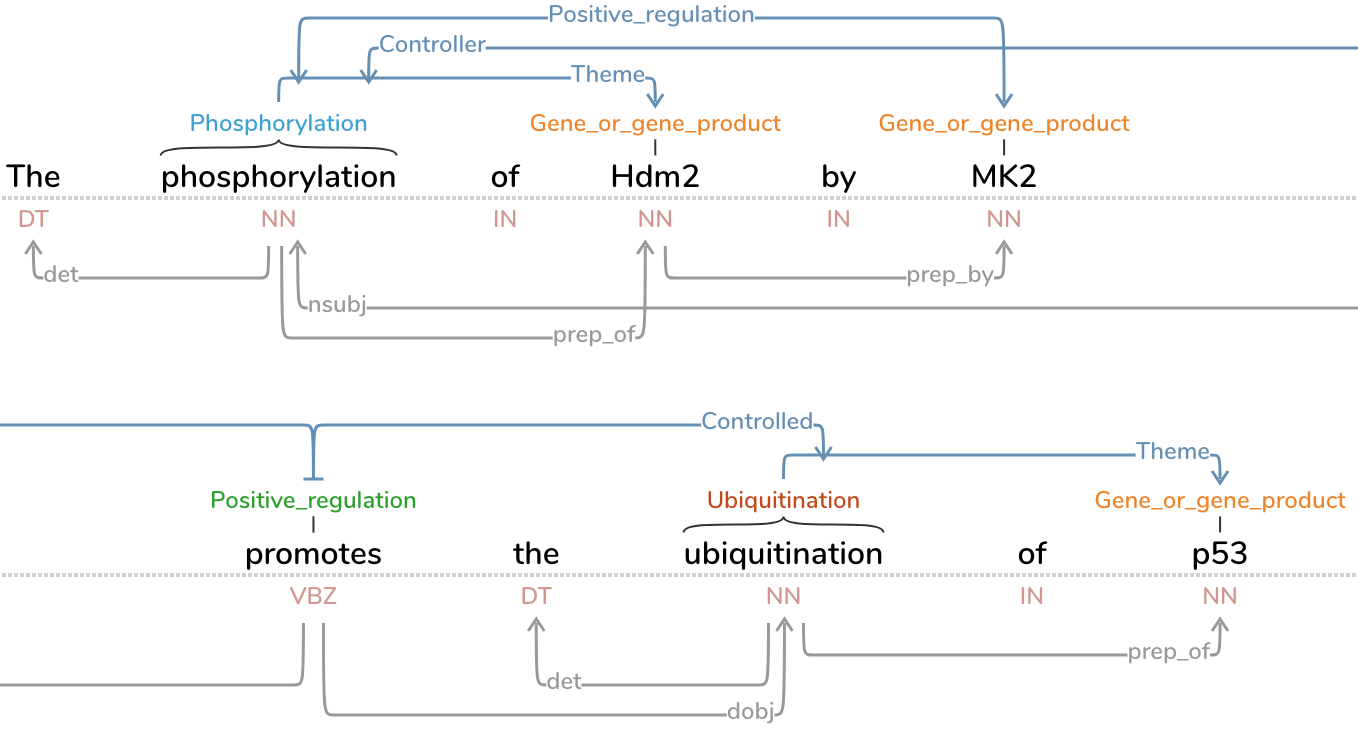 Positive_regulation
Controller
Theme
Phosphorylation Gene_or_gene_product Gene_or_gene_product
The phosphorylation of Hdm2 by MK2
DT NN IN NN IN NN
det prep_by
nsubj
prep_of
Controlled
Theme
Positive_regulation Ubiquitination Gene_or_gene_product
promotes the ubiquitination of p53
VBZ DT NN IN NN
prep_of
det
dobj